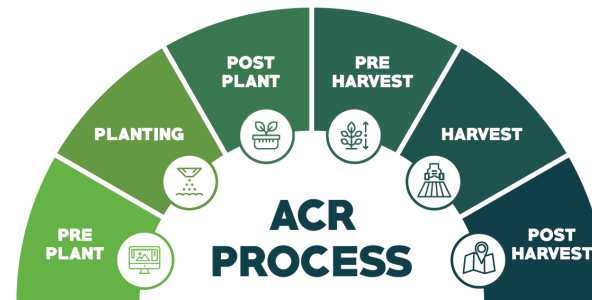 PRE
PLANT
PLANTING
POST
PLANT
PRE
HARVEST
HARVEST
POST
HARVEST
ACR
PROCESS